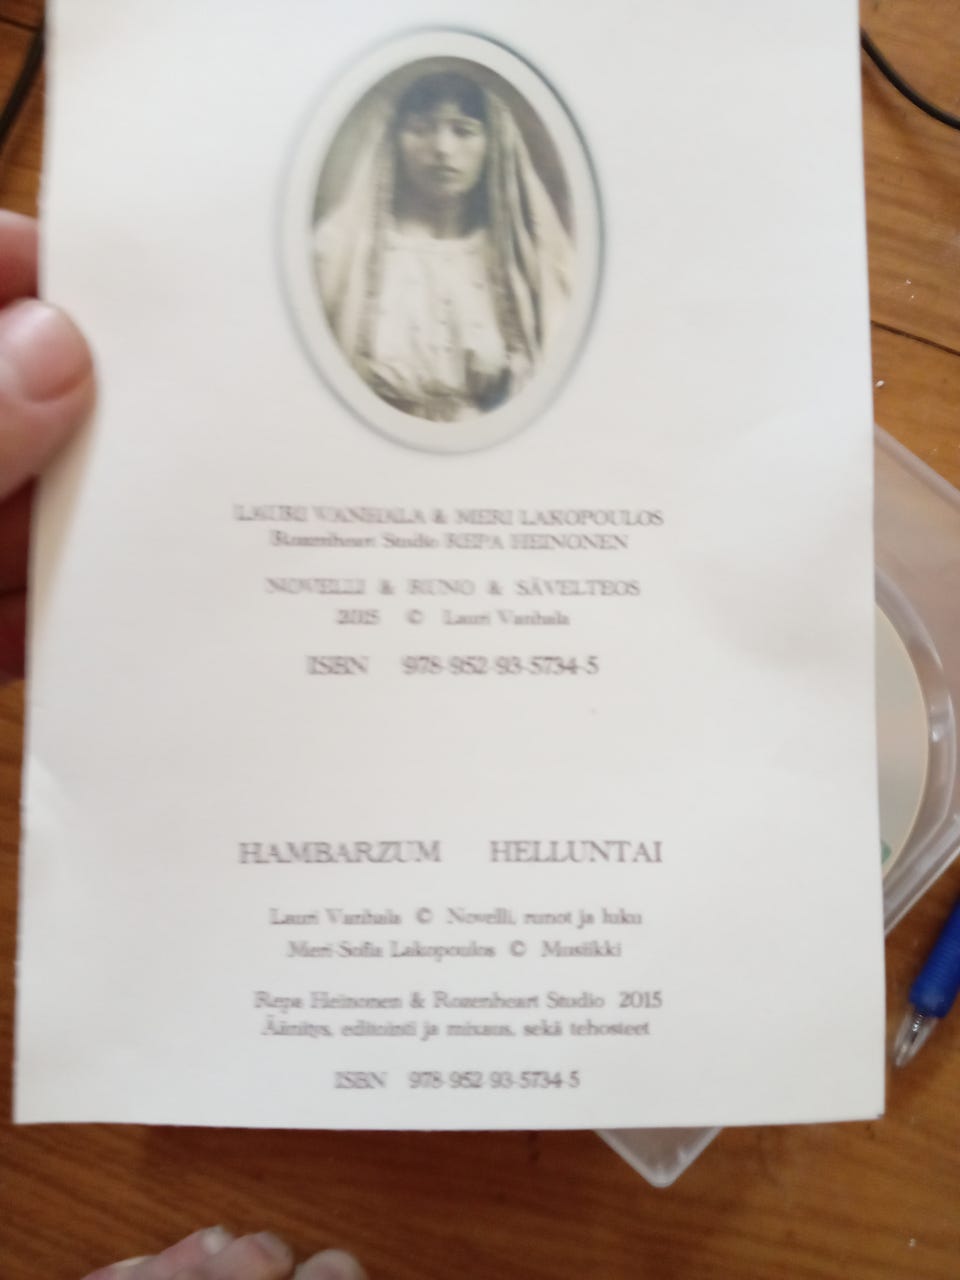 LAURI VANHALA & MERI LAKOPOULOS
Rozenheart Studio REPA HEINONEN
NOVELLI & RUNO & SÄVELTEOS
2015 © Lauri Vanhala
ISBN 978-952-93-5734-5
HAMBARZUM HELLUNTAI
Lauri Vanhala © Novelli, runot ja luku
Meri-Sofia Lakopoulos © Musiikki
Repa Heinonen & Rozenheart Studio 2015
Äänitys, editointi ja mixaus, sekä tehosteet
ISBN 978-952-93-5734-5